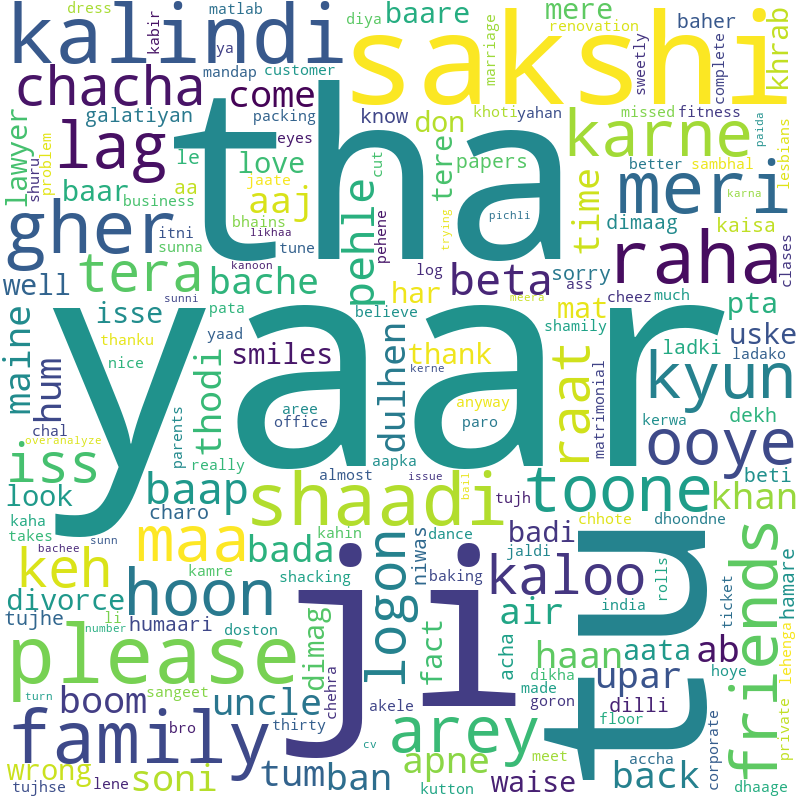 dress
kabir
matlab
ya
diya
baare
mere
renovation
marriage
baher
sweetly
complete
khrab
kalindi
sakshi
mandap
customer
chacha
come
packing
galatiyan
know
khoti
yahan
missed
fitness
don
tha
lawyer
shuru
problem
lag
le
eyes
love
cut
tere
papers
karne
paida
lesbians
better
sambhal
baar
aa
jaate
aaj
business
pehle
pehene
time
meri
karna
bhains
likhaa
trying
pichli
dimaag
kaisa
gher
itni
sunna
tune
raha
clases
kanoon
log
beta
sorry
ass
cheez
much
well
tera
sunni
bache
har
meera
mat
pta
isse
pata
believe
shamily
uske
maine
thanku
yaad
yaar
ladki
ladako
hum
nice
thodi
smiles
dulhen
thank
kerne
raat
matrimonial
kyun
chal
aree
office
anyway
paro
kerwa
dekh
overanalyze
parents
ooye
iss
really
almost
aapka
issue
bail
beti
baap
shaadi
tujh
toone
khan
look
charo
chhote
dhoondne
kaha
takes
maa
kahin
logon
niwas
dance
badi
bachee
sunn
bada
jaldi
tu
friends
hamare
keh
kamre
shacking
ji
baking
kaloo
rolls
ticket
divorce
li
hoon
india
tujhe
number
humaari
doston
dimag
fact
acha
air
haan
aata
ab
lehenga
please
chehra
dikha
hoye
turn
sangeet
made
upar
private
boom
uncle
akele
goron
dilli
family
bro
thirty
arey
floor
accha
corporate
cv
meet
wrong
apne
tujhse
lene
soni
tum
ban
kutton
waise
back
dhaage